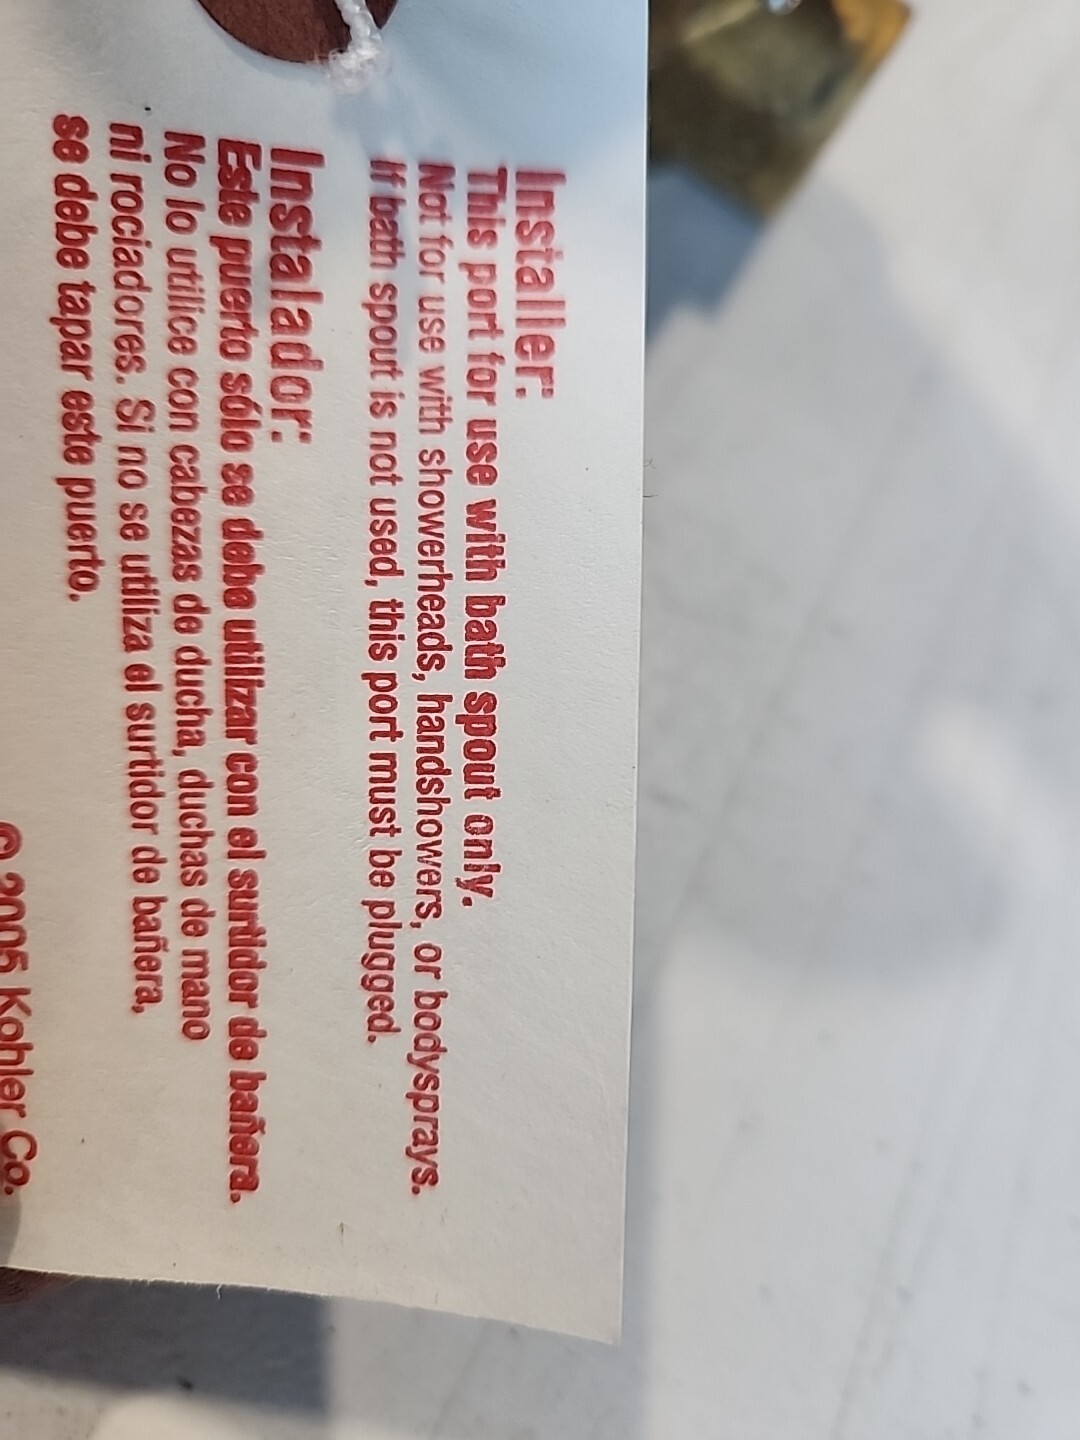 Installer:
This port for use with bath spout only.
Not for use with showerheads, handshowers, or bodysprays.
If bath spout is not used, this port must be plugged.
Instalador:
Este puerto sólo se debe utilizar con el surtidor de bañera.
No lo utilice con cabezas de ducha, duchas de mano
ni rociadores. Si no se utiliza el surtidor de bañera,
se debe tapar este puerto.
© 2005 Kohler Co.